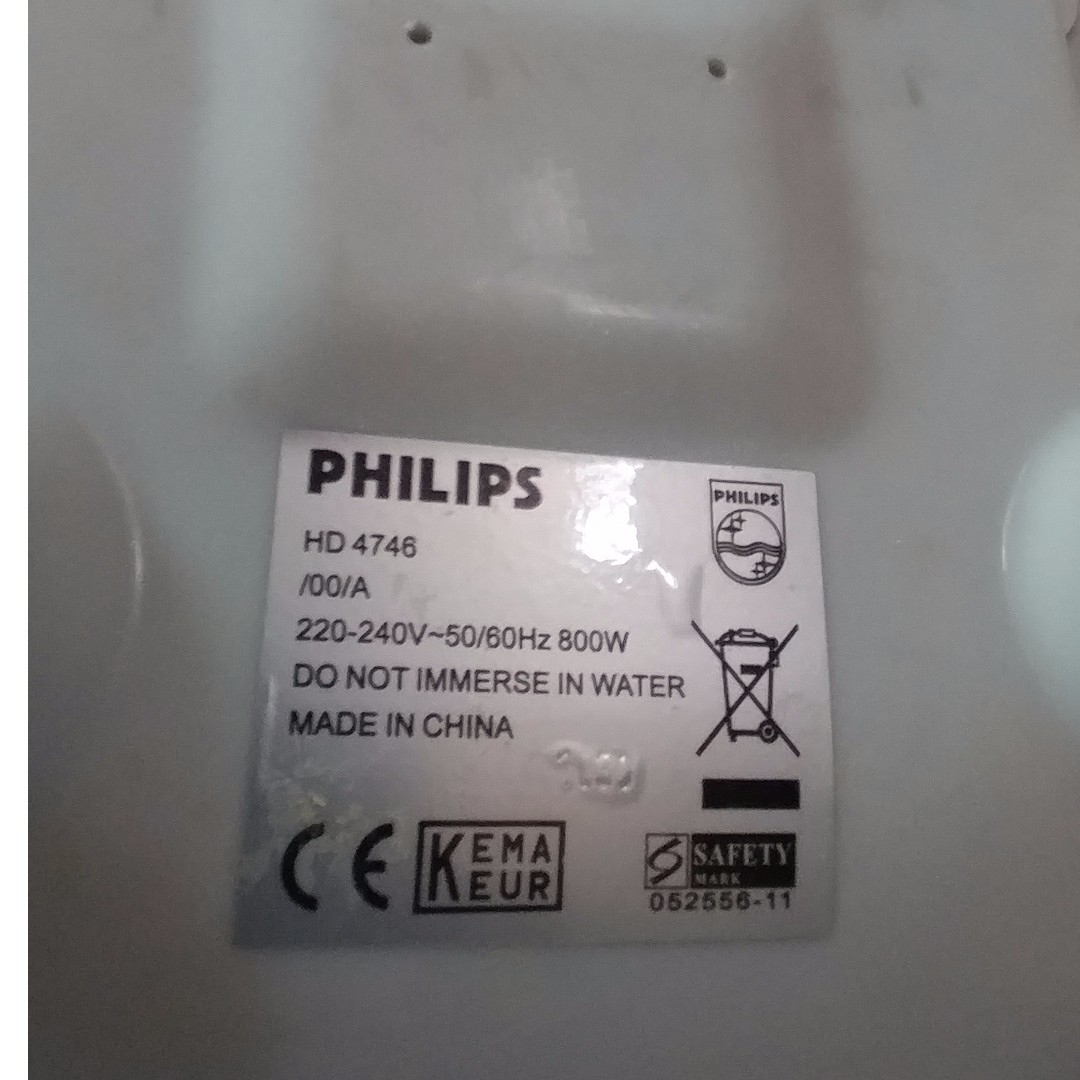 PHILIPS
PHILIPS
HD 4746
/00/A
220-240V~50/60Hz 800W
DO NOT IMMERSE IN WATER
MADE IN CHINA
CE
KEMA
KEUR
SAFETY
MARK
052556-11